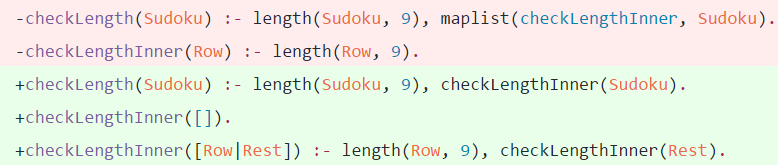 -checkLength(Sudoku) :- length(Sudoku, 9), maplist(checkLengthInner, Sudoku).
-checkLengthInner(Row) :- length(Row, 9).
+checkLength(Sudoku) :- length(Sudoku, 9), checkLengthInner(Sudoku).
+checkLengthInner([]).
+checkLengthInner([Row|Rest]) :- length(Row, 9), checkLengthInner(Rest).